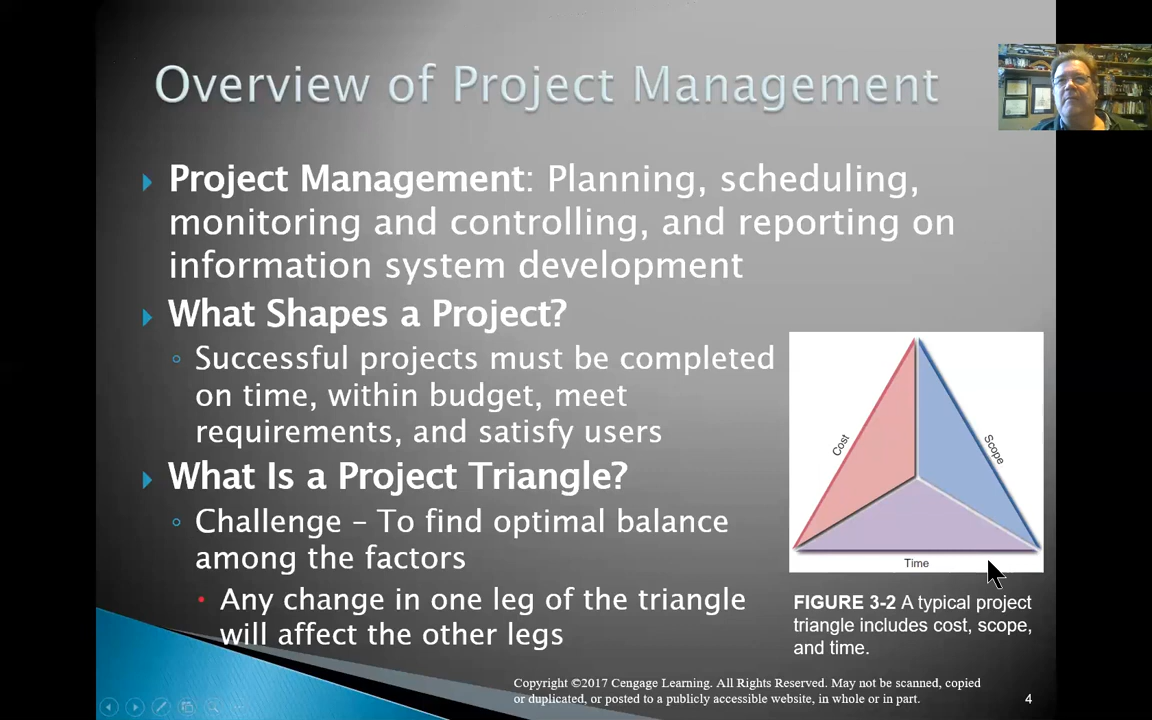 Overview of Project Management
Project Management: Planning, scheduling,
monitoring and controlling, and reporting on
information system development
What Shapes a Project?
Successful projects must be completed
on time, within budget, meet
requirements, and satisfy users
What Is a Project Triangle?
Challenge – To find optimal balance
among the factors
Any change in one leg of the triangle
will affect the other legs
Cost
Scope
Time
FIGURE 3-2 A typical project
triangle includes cost, scope,
and time.
Copyright ©2017 Cengage Learning. All Rights Reserved. May not be scanned, copied
or duplicated, or posted to a publicly accessible website, in whole or in part.
4